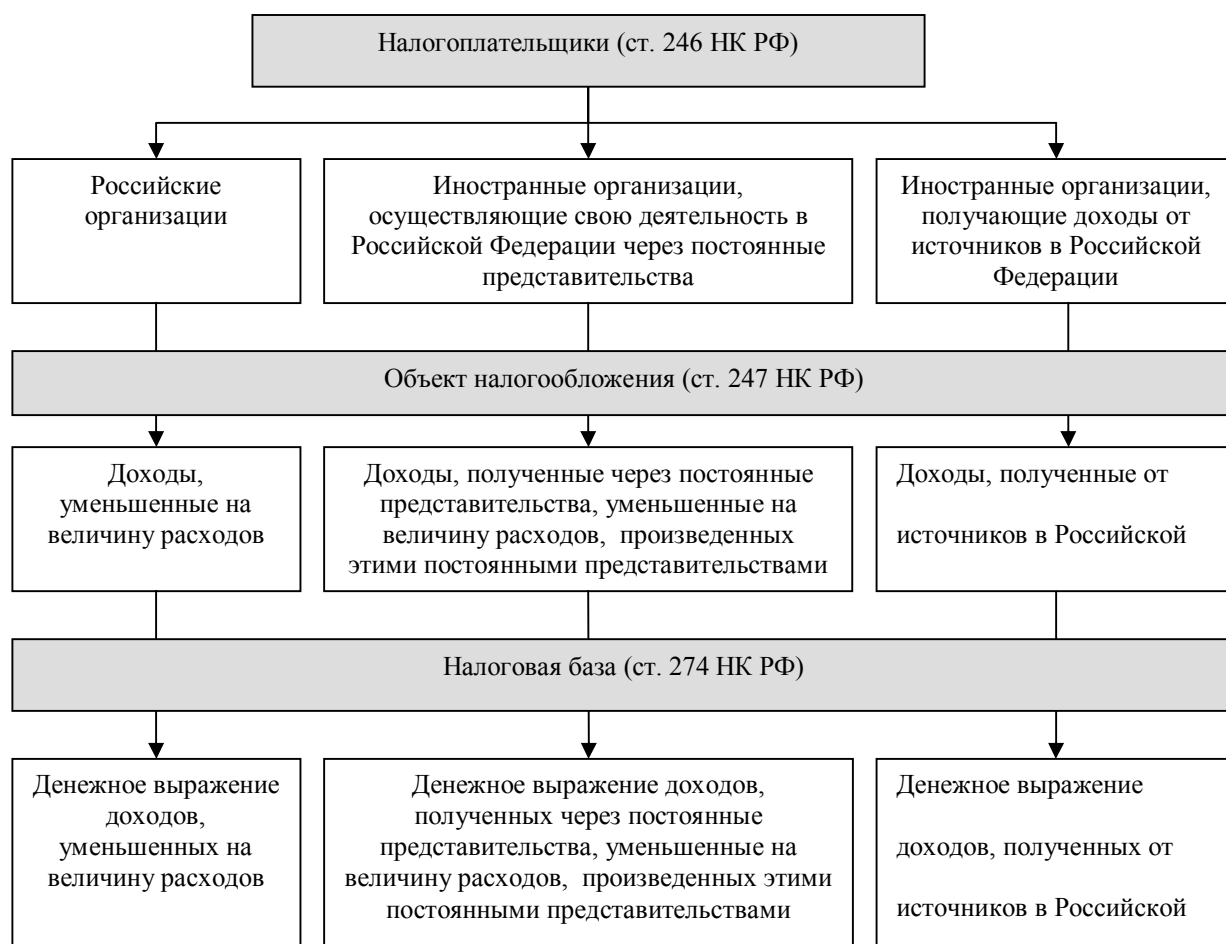 Налогоплательщики (ст. 246 НК РФ)
Российские
организации
Иностранные организации,
осуществляющие свою деятельность в
Российской Федерации через постоянные
представительства
Иностранные организации,
получающие доходы от
источников в Российской
Федерации
Объект налогообложения (ст. 247 НК РФ)
Доходы,
уменьшенные на
величину расходов
Доходы, полученные через постоянные
представительства, уменьшенные на
величину расходов, произведенных
этими постоянными представительствами
Доходы, полученные от
источников в Российской
Налоговая база (ст. 274 НК РФ)
Денежное выражение
доходов,
уменьшенных на
величину расходов
Денежное выражение доходов,
полученных через постоянные
представительства, уменьшенные на
величину расходов, произведенных этими
постоянными представительствами
Денежное выражение
доходов, полученных от
источников в Российской